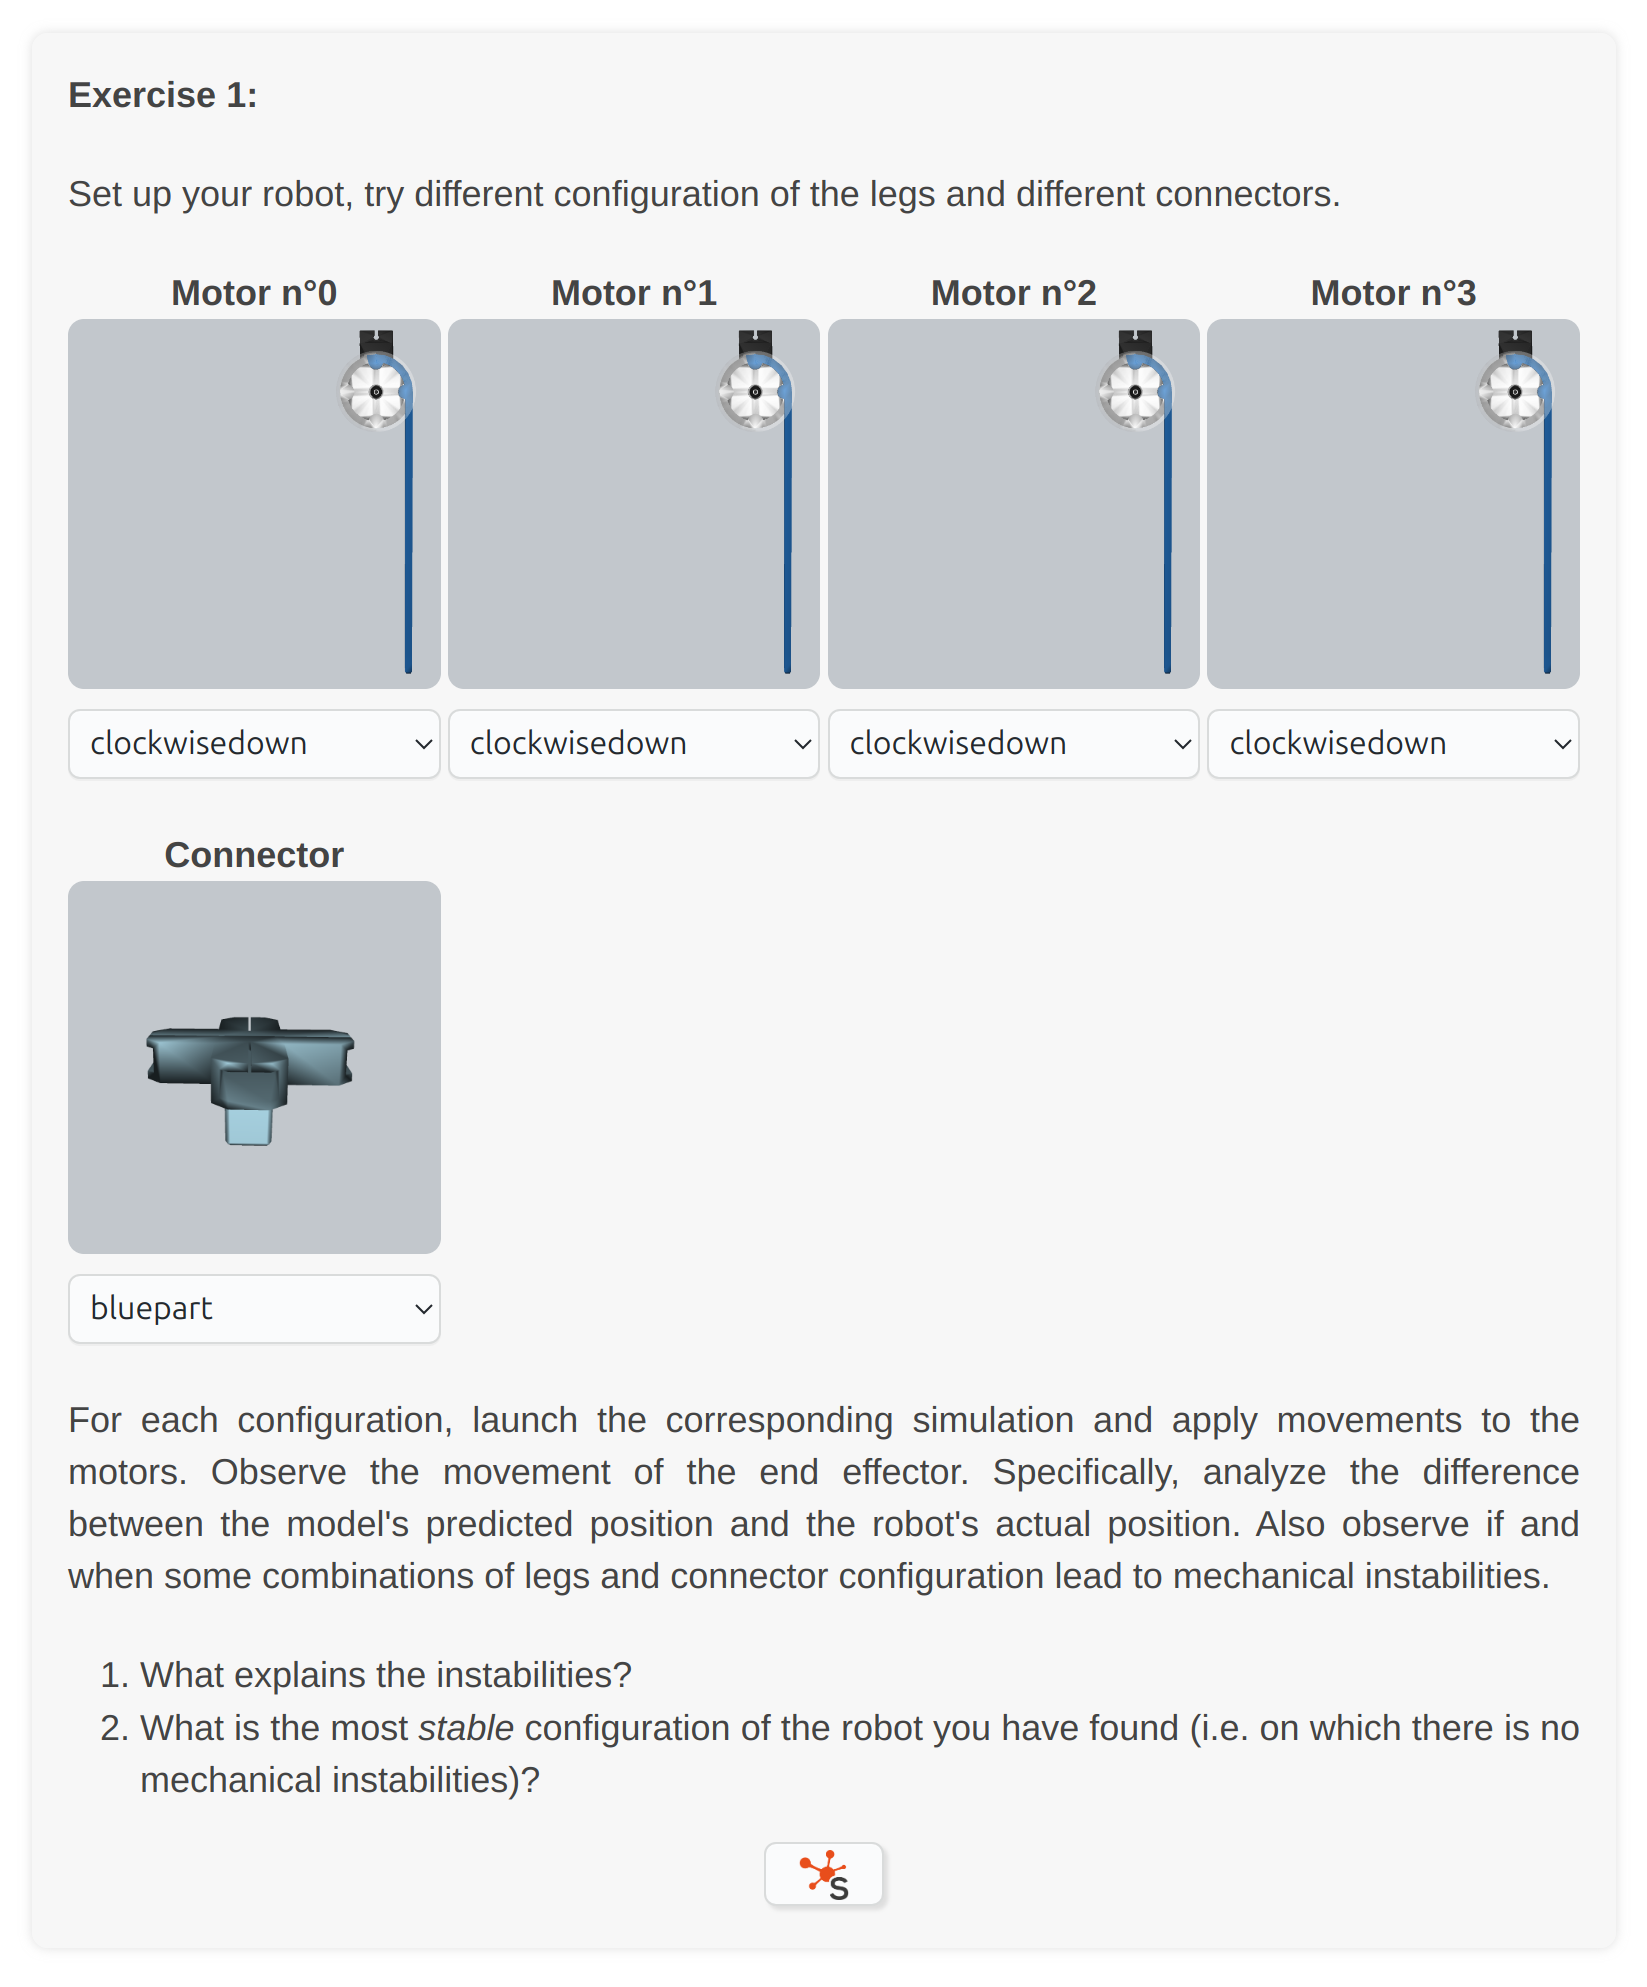 Exercise 1:
Set up your robot, try different configuration of the legs and different connectors.
Motor n°0 Motor n°1 Motor n°2 Motor n°3
clockwisedown clockwisedown clockwisedown clockwisedown
Connector
bluepart
For each configuration, launch the corresponding simulation and apply movements to the
motors. Observe the movement of the end effector. Specifically, analyze the difference
between the model's predicted position and the robot's actual position. Also observe if and
when some combinations of legs and connector configuration lead to mechanical instabilities.
1. What explains the instabilities?
2. What is the most stable configuration of the robot you have found (i.e. on which there is no
mechanical instabilities)?
S